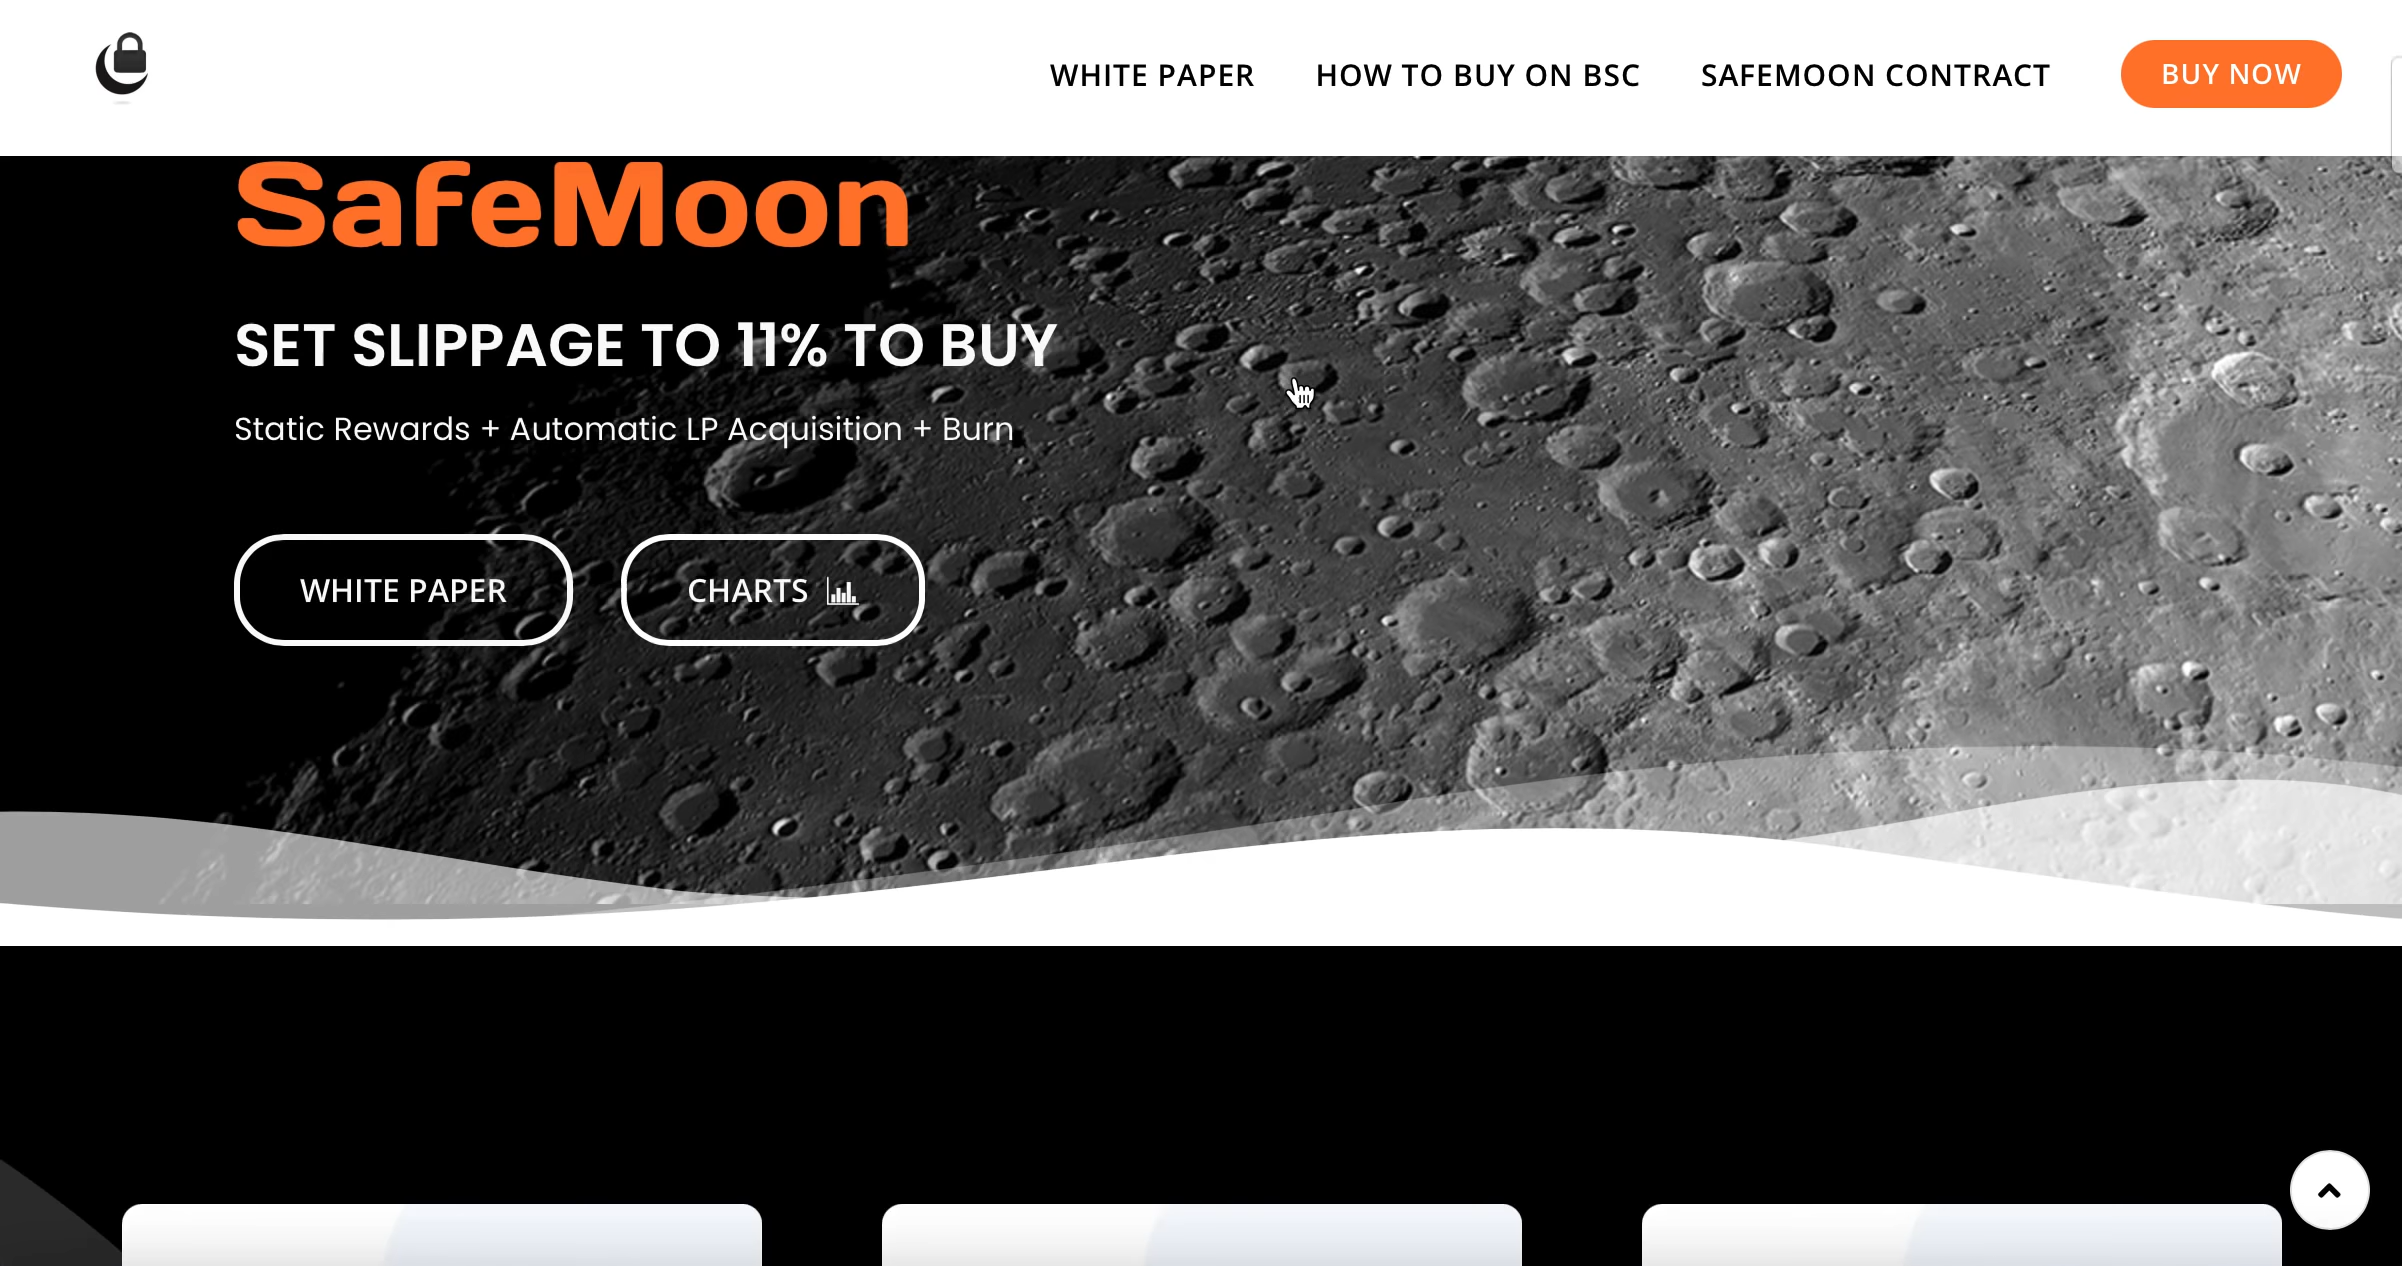 WHITE PAPER HOW TO BUY ON BSC SAFEMOON CONTRACT BUY NOW
SafeMoon
SET SLIPPAGE TO 11% TO BUY
Static Rewards + Automatic LP Acquisition + Burn
WHITE PAPER CHARTS